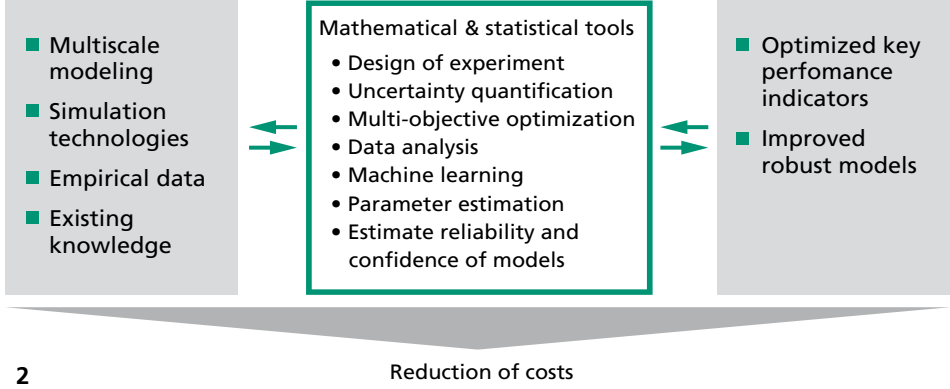 Multiscale
modeling
Simulation
technologies
Empirical data
Existing
knowledge
Mathematical & statistical tools
• Design of experiment
• Uncertainty quantification
• Multi-objective optimization
• Data analysis
• Machine learning
• Parameter estimation
• Estimate reliability and
confidence of models
Optimized key
perfomance
indicators
Improved
robust models
2
Reduction of costs